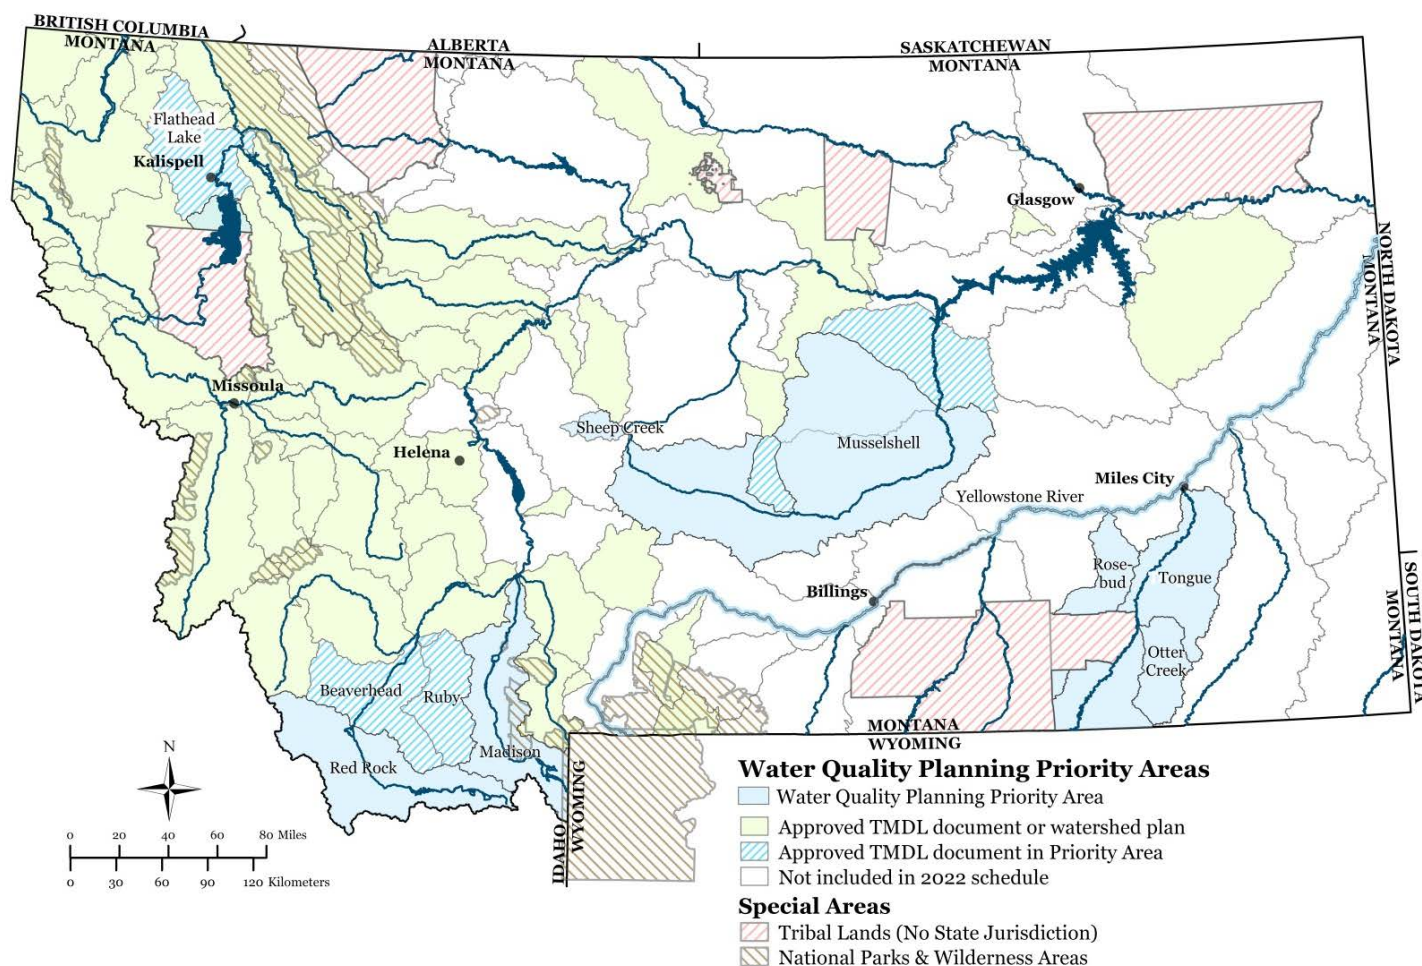 BRITISH COLUMBIA
MONTANA
ALBERTA
MONTANA
SASKATCHEWAN
MONTANA
Flathead
Lake
Kalispell
Glasgow
NORTH DAKOTA
MONTANA
Missoula
Helena
Sheep Creek
Musselshell
Miles City
Yellowstone River
Rose-
bud
Tongue
Billings
Otter
Creek
SOUTH DAKOTA
MONTANA
Beaverhead
Ruby
Madison
Red Rock
MONTANA
WYOMING
IDAHO
WYOMING
N
0 20 40 60 80 Miles
0 30 60 90 120 Kilometers
Water Quality Planning Priority Areas
Water Quality Planning Priority Area
Approved TMDL document or watershed plan
Approved TMDL document in Priority Area
Not included in 2022 schedule
Special Areas
Tribal Lands (No State Jurisdiction)
National Parks & Wilderness Areas